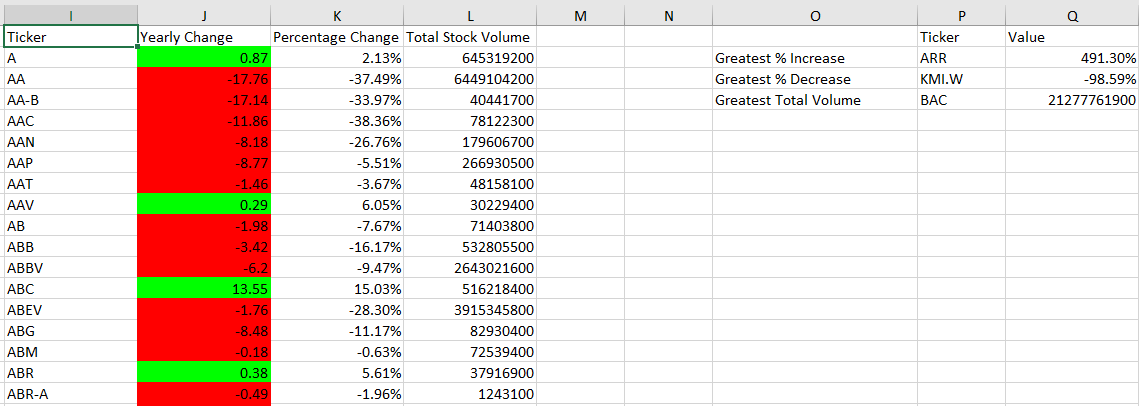 I J K L M N O P Q
Ticker Yearly Change Percentage Change Total Stock Volume Ticker Value
A 0.87 2.13% 645319200 Greatest % Increase ARR 491.30%
AA -17.76 -37.49% 6449104200 Greatest % Decrease KMI.W -98.59%
AA-B -17.14 -33.97% 40441700 Greatest Total Volume BAC 21277761900
AAC -11.86 -38.36% 78122300
AAN -8.18 -26.76% 179606700
AAP -8.77 -5.51% 266930500
AAT -1.46 -3.67% 48158100
AAV 0.29 6.05% 30229400
AB -1.98 -7.67% 71403800
ABB -3.42 -16.17% 532805500
ABBV -6.2 -9.47% 2643021600
ABC 13.55 15.03% 516218400
ABEV -1.76 -28.30% 3915345800
ABG -8.48 -11.17% 82930400
ABM -0.18 -0.63% 72539400
ABR 0.38 5.61% 37916900
ABR-A -0.49 -1.96% 1243100